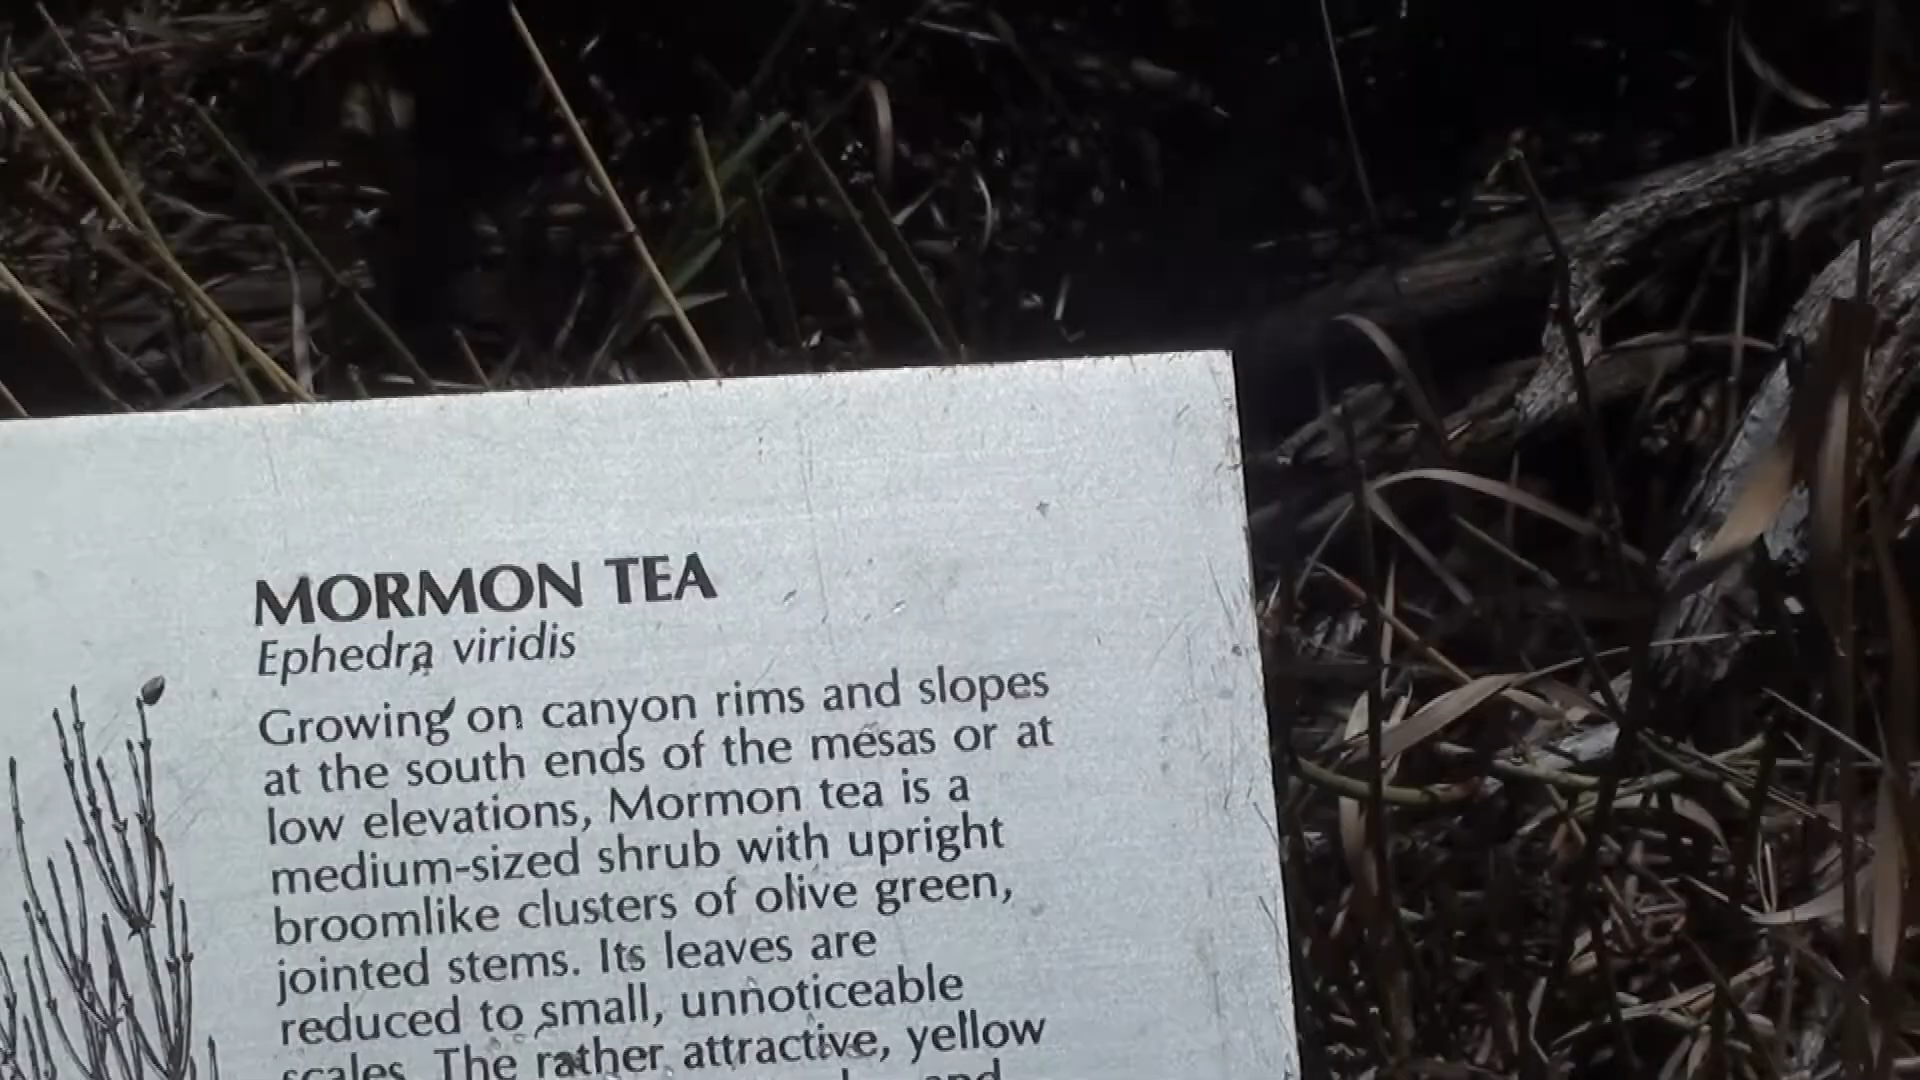 MORMON TEA
Ephedra viridis
Growing on canyon rims and slopes
at the south ends of the mesas or at
low elevations, Mormon tea is a
medium-sized shrub with upright
broomlike clusters of olive green,
jointed stems. Its leaves are
reduced to small, unnoticeable
scales. The rather attractive, yellow
and